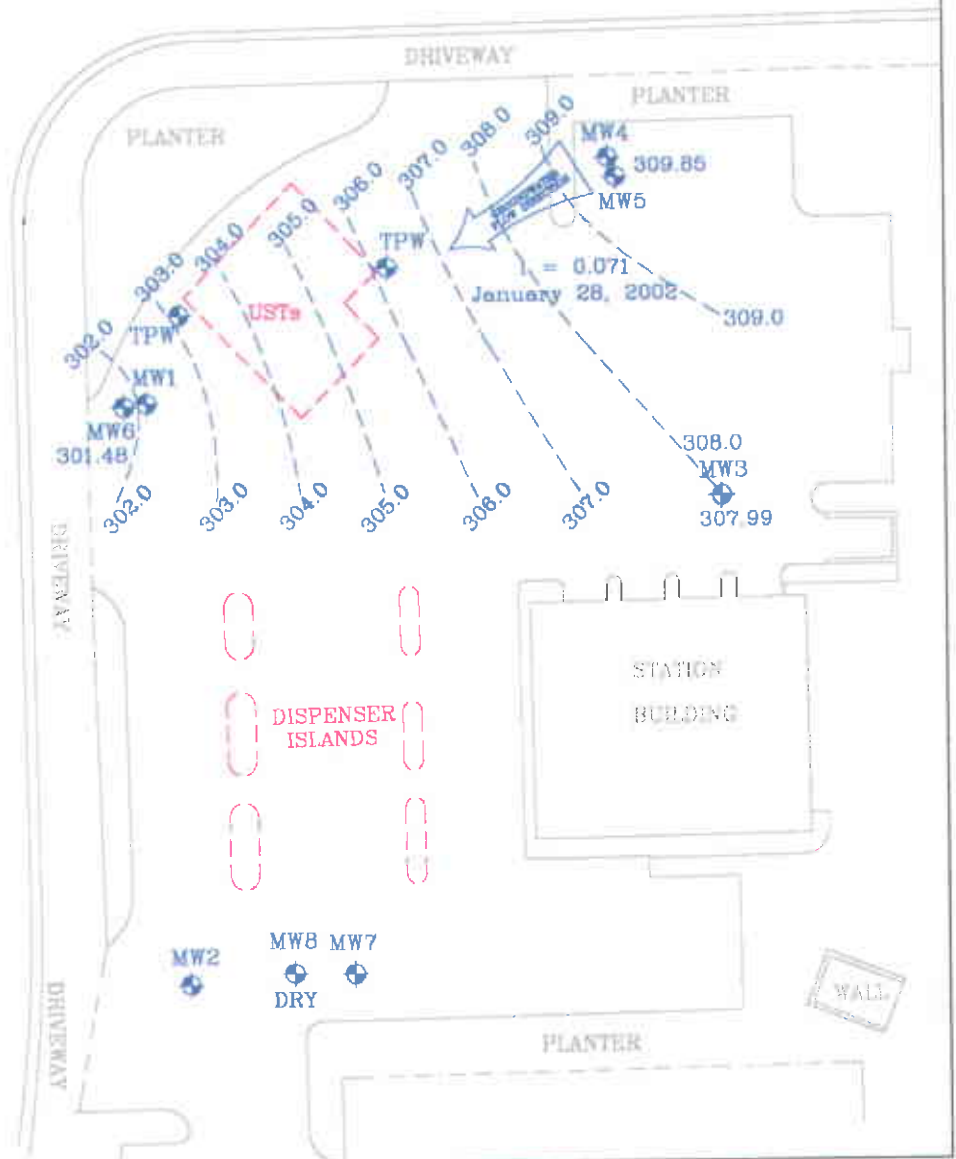 DRIVEWAY
PLANTER
PLANTER
309.0
308.0
307.0
306.0
305.0
304.0
303.0
302.0
MW4
309.85
MW5
GROUNDWATER
FLOW DIRECTION
TPW
I = 0.071
January 28, 2002
309.0
USTs
TPW
MW1
MW6
301.48
308.0
MW3
307.99
302.0
303.0
304.0
305.0
306.0
307.0
DRIVEWAY
STATION
BUILDING
DISPENSER
ISLANDS
MW2
MW8
MW7
DRY
WALL
DRIVEWAY
PLANTER